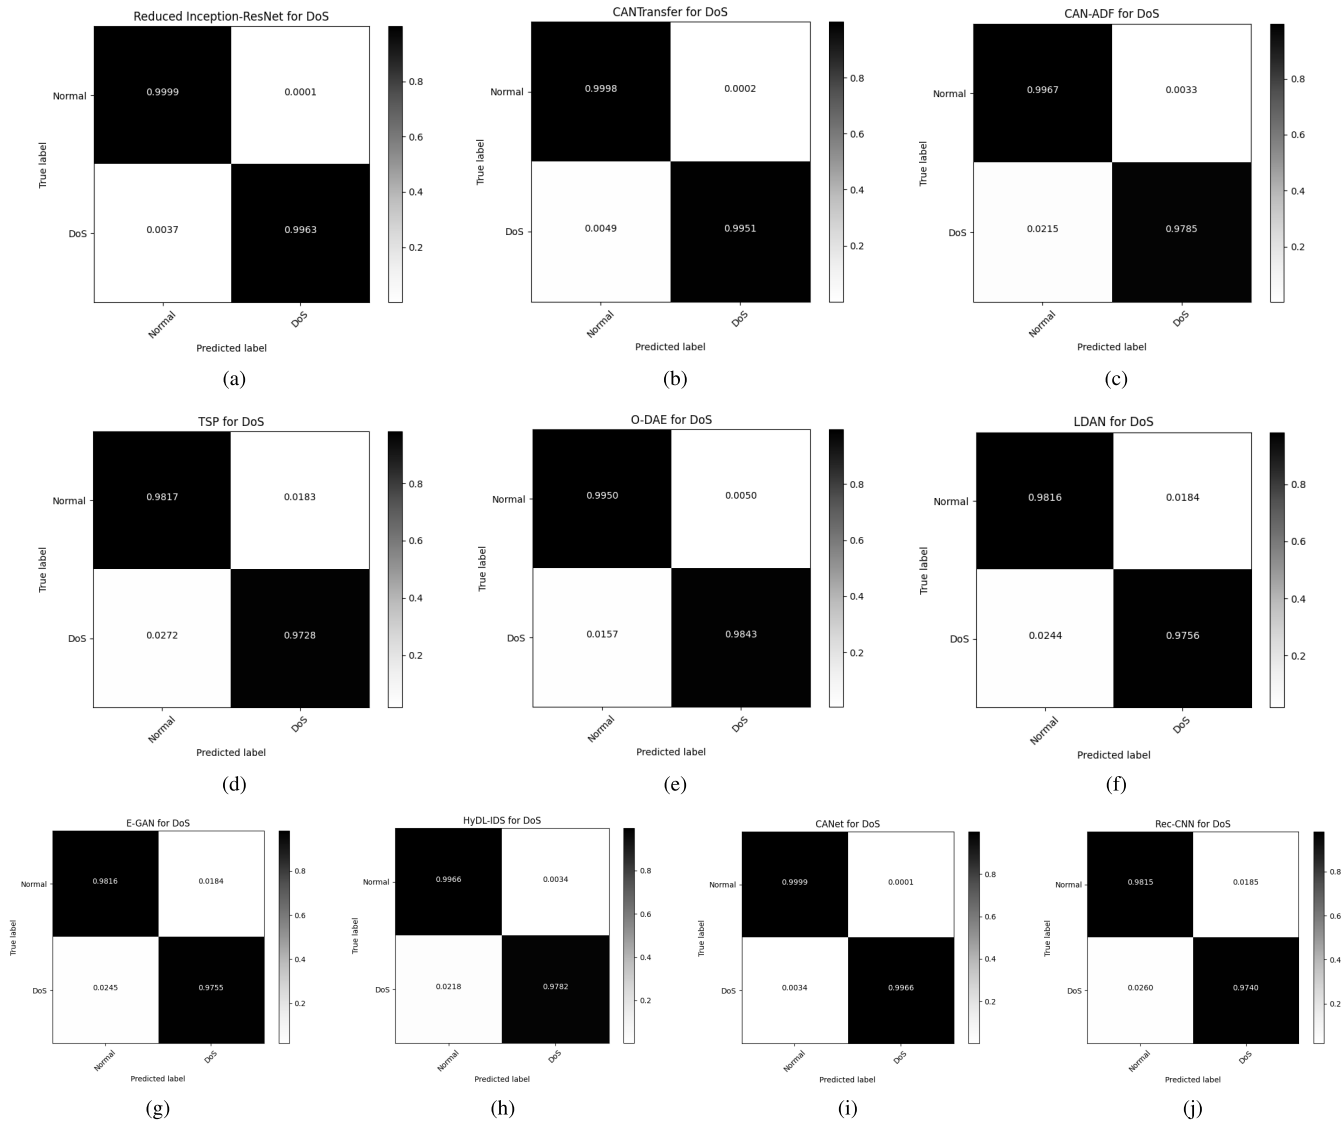 Reduced Inception-ResNet for DoS
Normal
DoS
True label
0.9999 0.0001
0.0037 0.9963
Normal DoS
Predicted label
0.8
0.6
0.4
0.2
(a)
CANTransfer for DoS
Normal
DoS
True label
0.9998 0.0002
0.0049 0.9951
Normal DoS
Predicted label
0.8
0.6
0.4
0.2
(b)
CAN-ADF for DoS
Normal
DoS
True label
0.9967 0.0033
0.0215 0.9785
Normal DoS
Predicted label
0.8
0.6
0.4
0.2
(c)
TSP for DoS
Normal
DoS
True label
0.9817 0.0183
0.0272 0.9728
Normal DoS
Predicted label
0.8
0.6
0.4
0.2
(d)
O-DAE for DoS
Normal
DoS
True label
0.9950 0.0050
0.0157 0.9843
Normal DoS
Predicted label
0.8
0.6
0.4
0.2
(e)
LDAN for DoS
Normal
DoS
True label
0.9816 0.0184
0.0244 0.9756
Normal DoS
Predicted label
0.8
0.6
0.4
0.2
(f)
E-GAN for DoS
Normal
DoS
True label
0.9816 0.0184
0.0245 0.9755
Normal DoS
Predicted label
0.8
0.6
0.4
0.2
(g)
HyDL-IDS for DoS
Normal
DoS
True label
0.9966 0.0034
0.0218 0.9782
Normal DoS
Predicted label
0.8
0.6
0.4
0.2
(h)
CANet for DoS
Normal
DoS
True label
0.9999 0.0001
0.0034 0.9966
Normal DoS
Predicted label
0.8
0.6
0.4
0.2
(i)
Rec-CNN for DoS
Normal
DoS
True label
0.9815 0.0185
0.0260 0.9740
Normal DoS
Predicted label
0.8
0.6
0.4
0.2
(j)